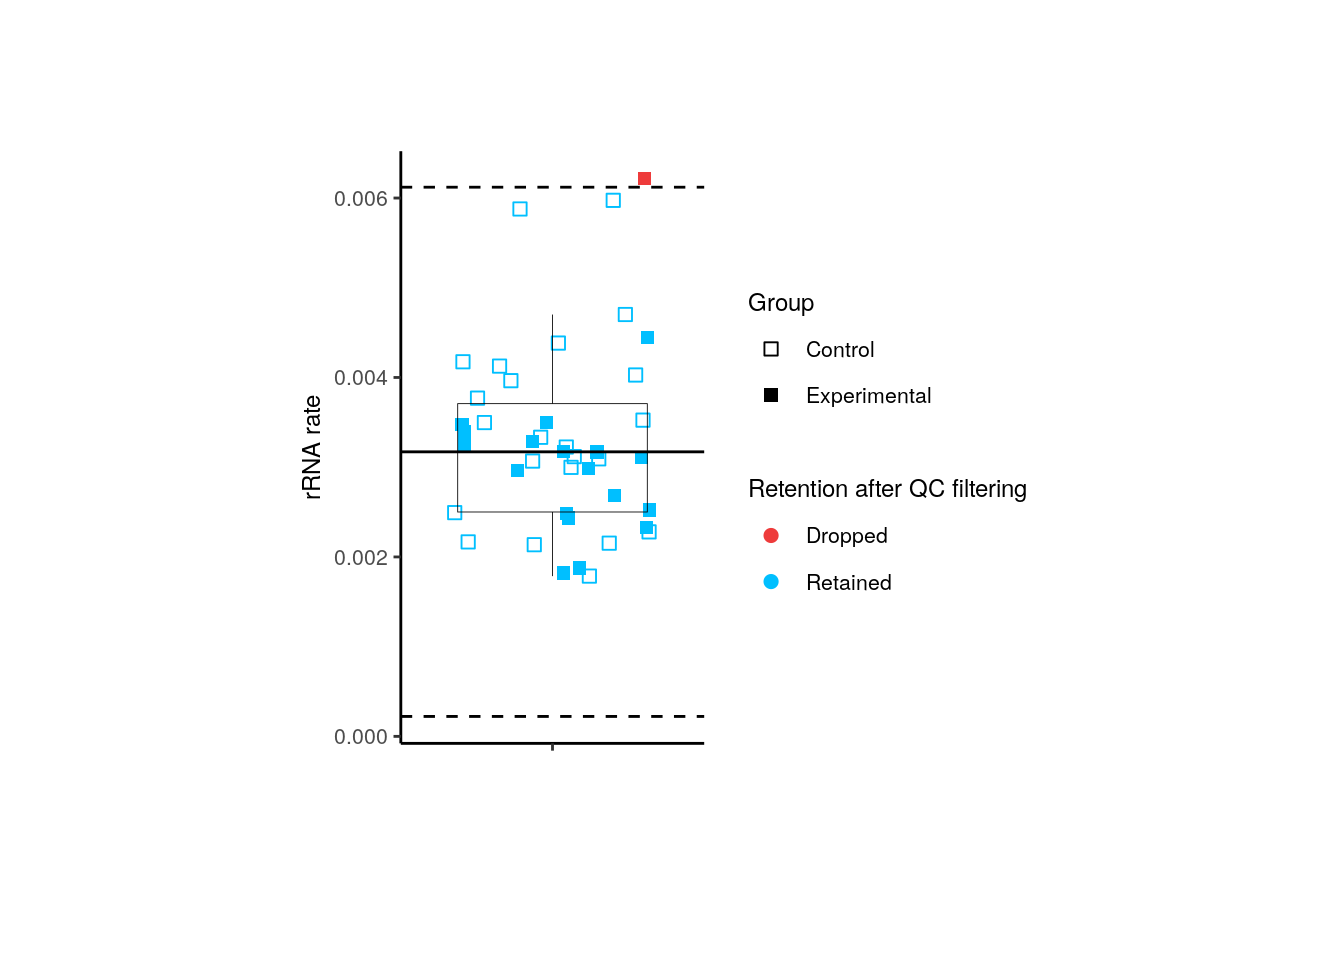 rRNA rate
0.006
0.004
0.002
0.000
Group
Control
Experimental
Retention after QC filtering
Dropped
Retained